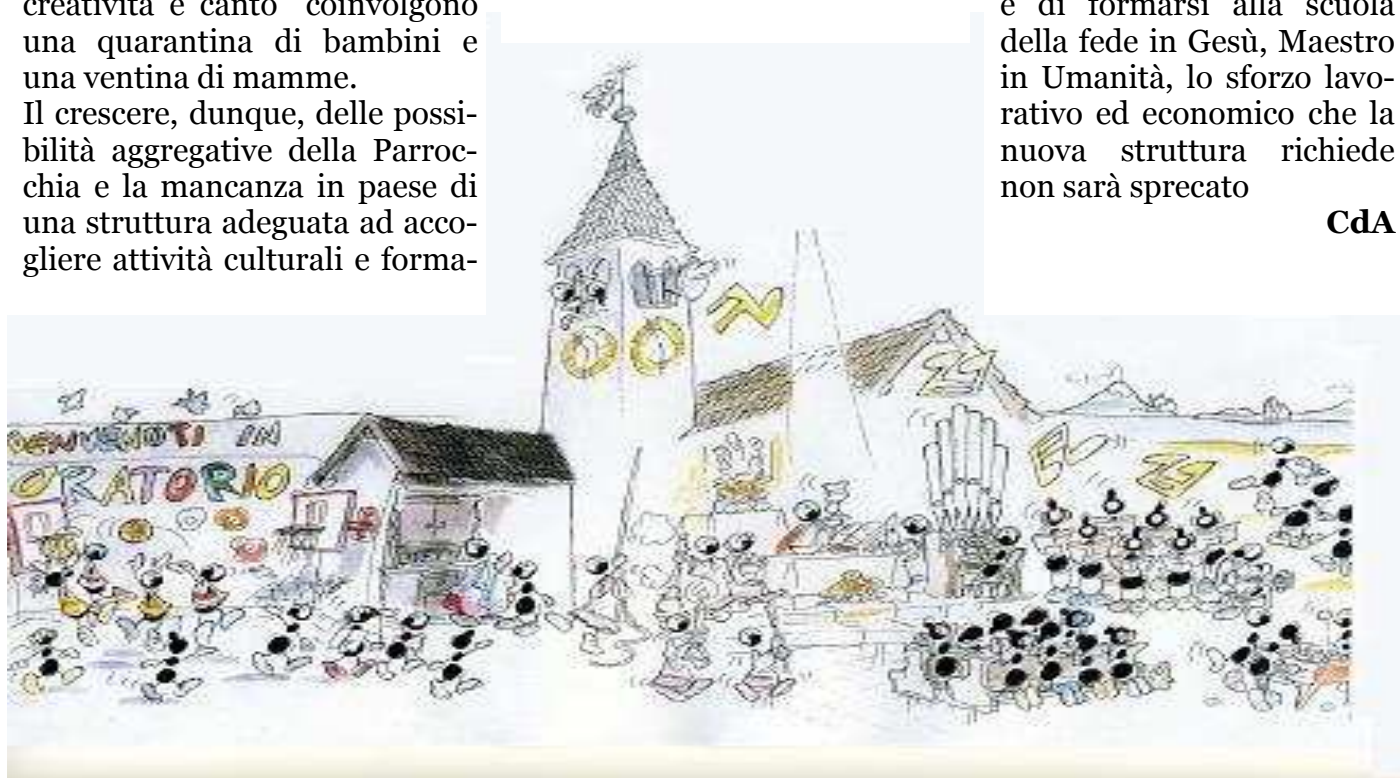 creatività e canto" coinvolgono
una quarantina di bambini e
una ventina di mamme.
Il crescere, dunque, delle possi-
bilità aggregative della Parroc-
chia e la mancanza in paese di
una struttura adeguata ad acco-
gliere attività culturali e forma-
e di formarsi alla scuola
della fede in Gesù, Maestro
in Umanità, lo sforzo lavo-
rativo ed economico che la
nuova struttura richiede
non sarà sprecato
CdA
BENVENUTI IN
ORATORIO